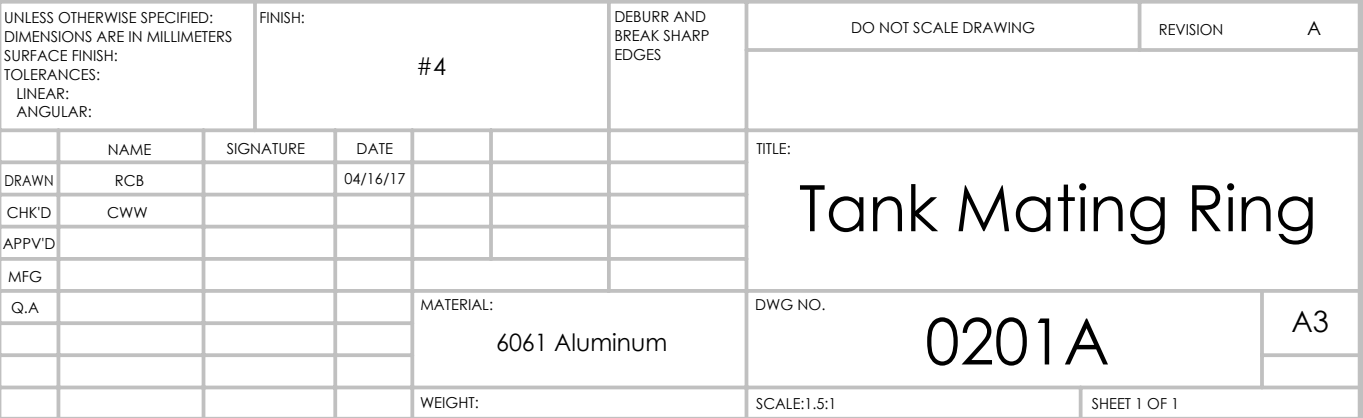 UNLESS OTHERWISE SPECIFIED:
DIMENSIONS ARE IN MILLIMETERS
SURFACE FINISH:
TOLERANCES:
LINEAR:
ANGULAR:
FINISH:
#4
DEBURR AND
BREAK SHARP
EDGES
DO NOT SCALE DRAWING
REVISION A
NAME SIGNATURE DATE
DRAWN RCB 04/16/17
CHK'D CWW
APPV'D
MFG
Q.A
TITLE:
Tank Mating Ring
MATERIAL:
6061 Aluminum
WEIGHT:
DWG NO.
0201A
A3
SCALE:1.5:1
SHEET 1 OF 1